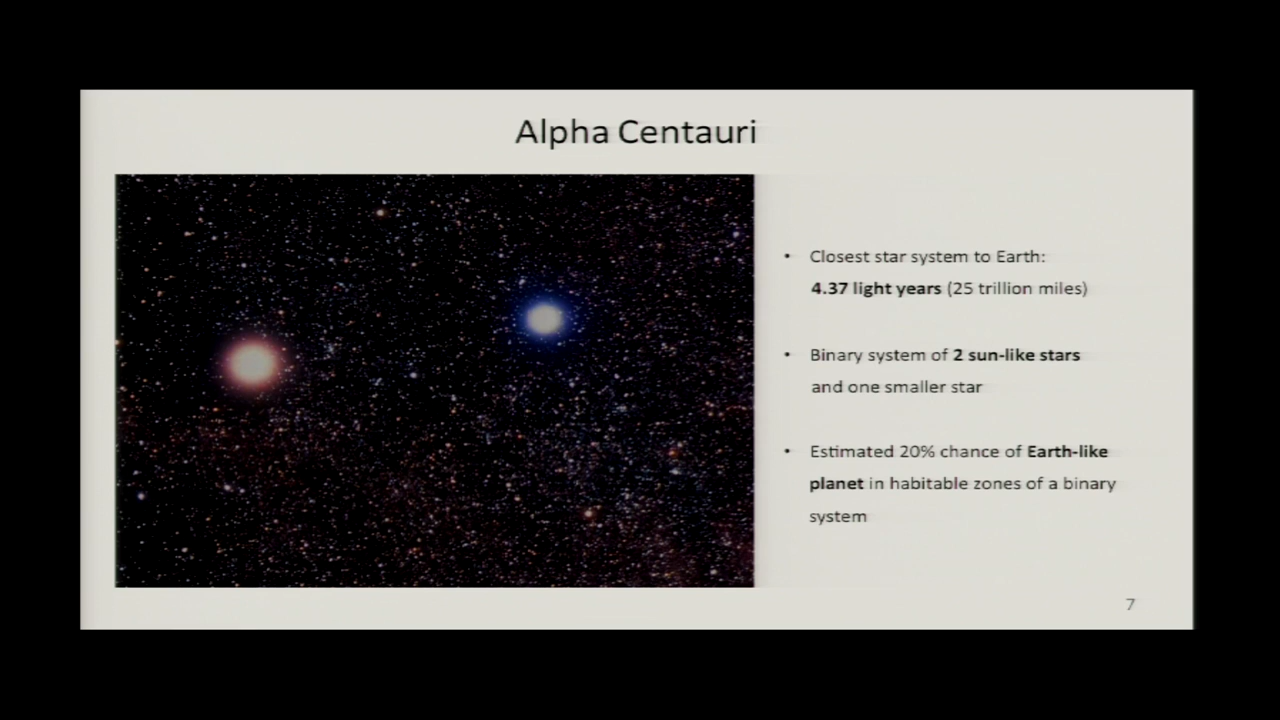 Alpha Centauri
• Closest star system to Earth:
4.37 light years (25 trillion miles)
• Binary system of 2 sun-like stars
and one smaller star
• Estimated 20% chance of Earth-like
planet in habitable zones of a binary
system
7